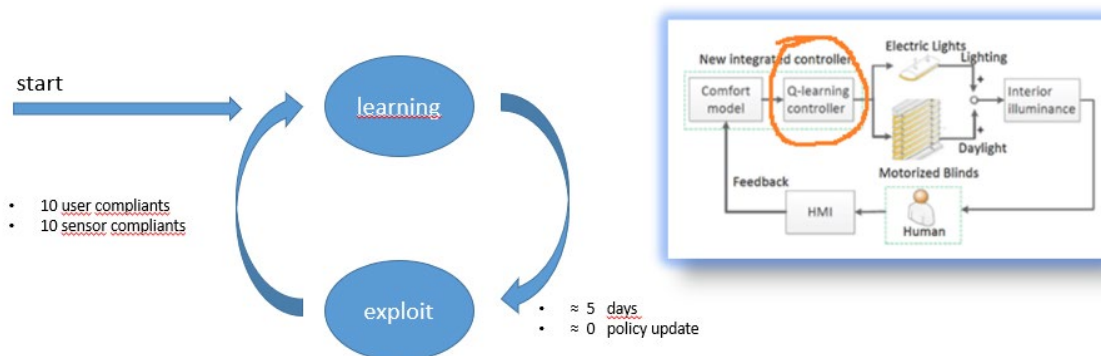 start
learning
• 10 user compliants
• 10 sensor compliants
exploit
• ≈ 5 days
• ≈ 0 policy update
New integrated controller
Comfort
model
Q-learning
controller
Electric Lights
Lighting
+
Interior
illuminance
+
Daylight
Motorized Blinds
Feedback
HMI
Human